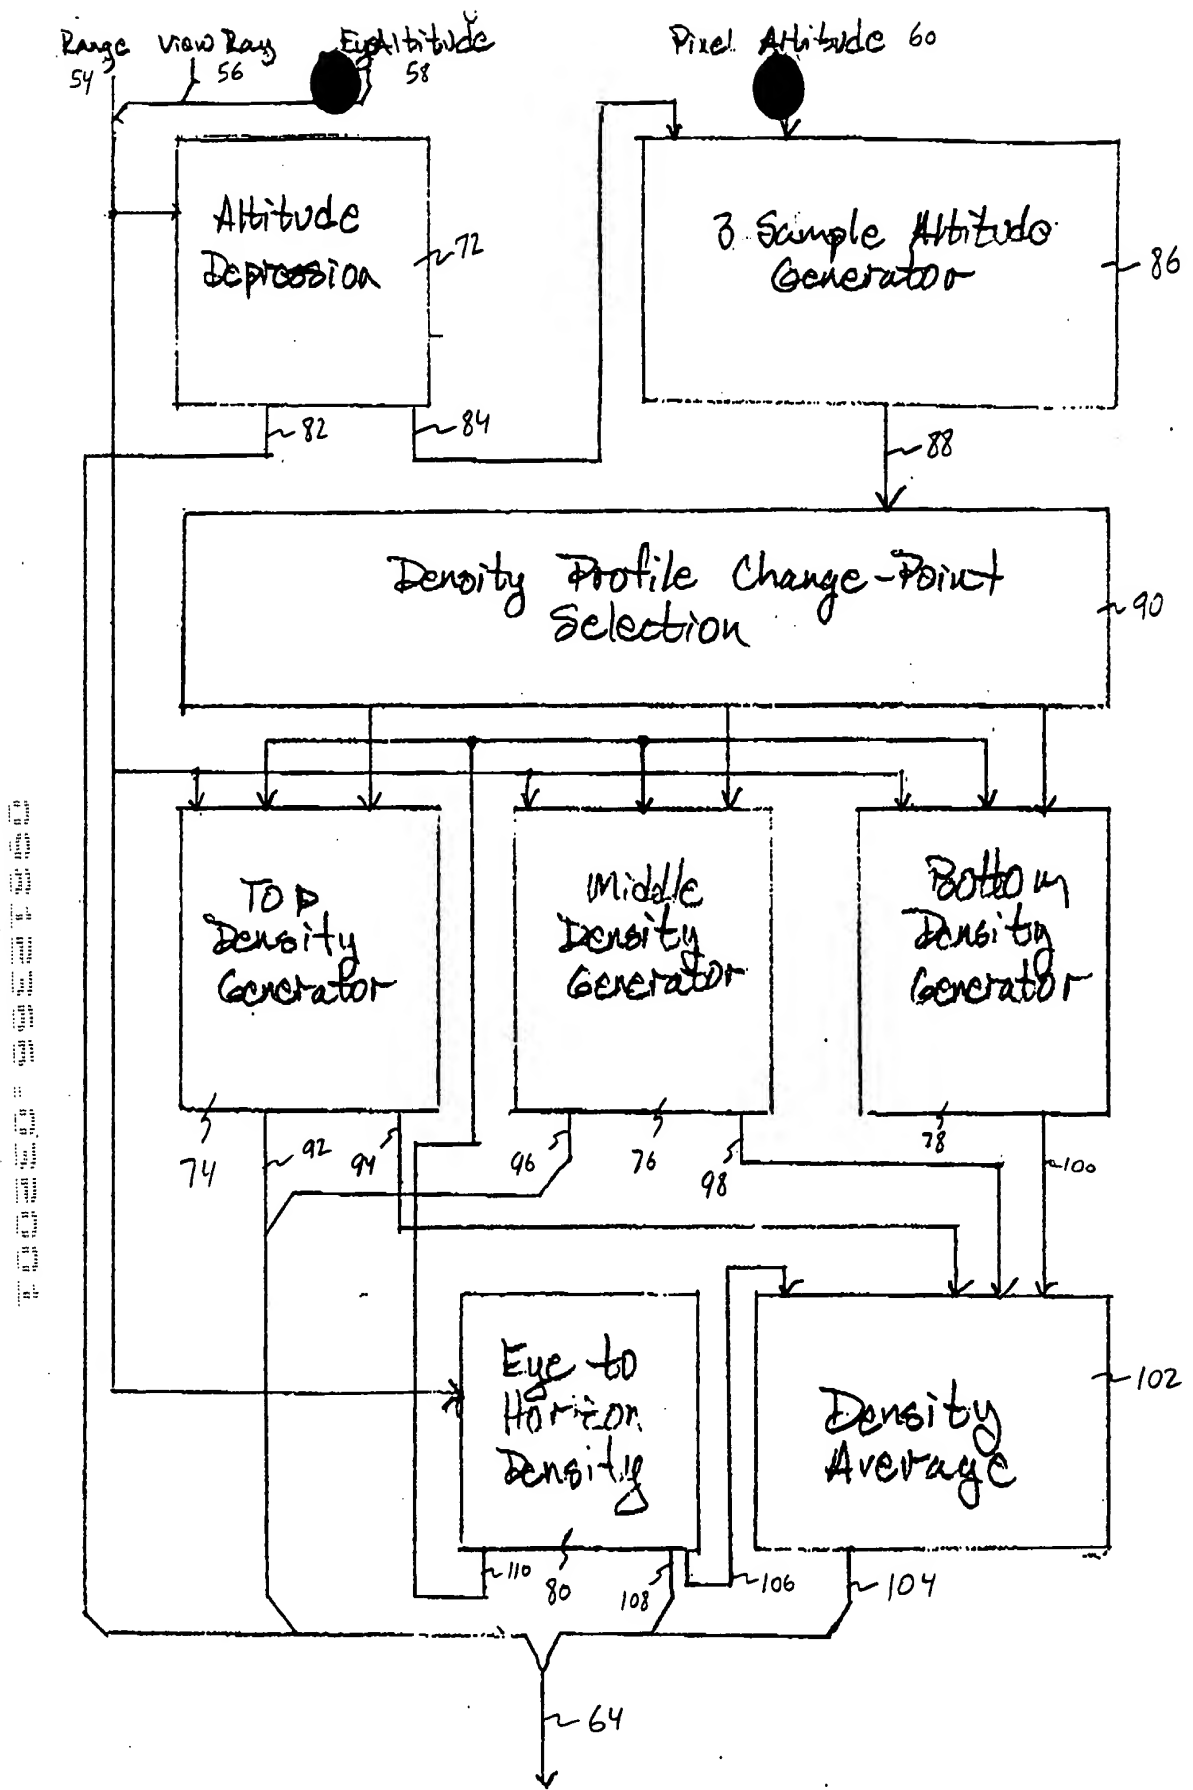 Range View Ray Eye Altitude Pixel Altitude 60
54 56 58
Altitude
Depression
72
3 Sample Altitude
Generator
86
82
84
88
Density Profile Change-Point
Selection
90
Top
Density
Generator
Middle
Density
Generator
Bottom
Density
Generator
74
92
94
96
76
98
78
100
Eye to
Horizon
Density
Density
Average
102
110
80
108
106
104
64